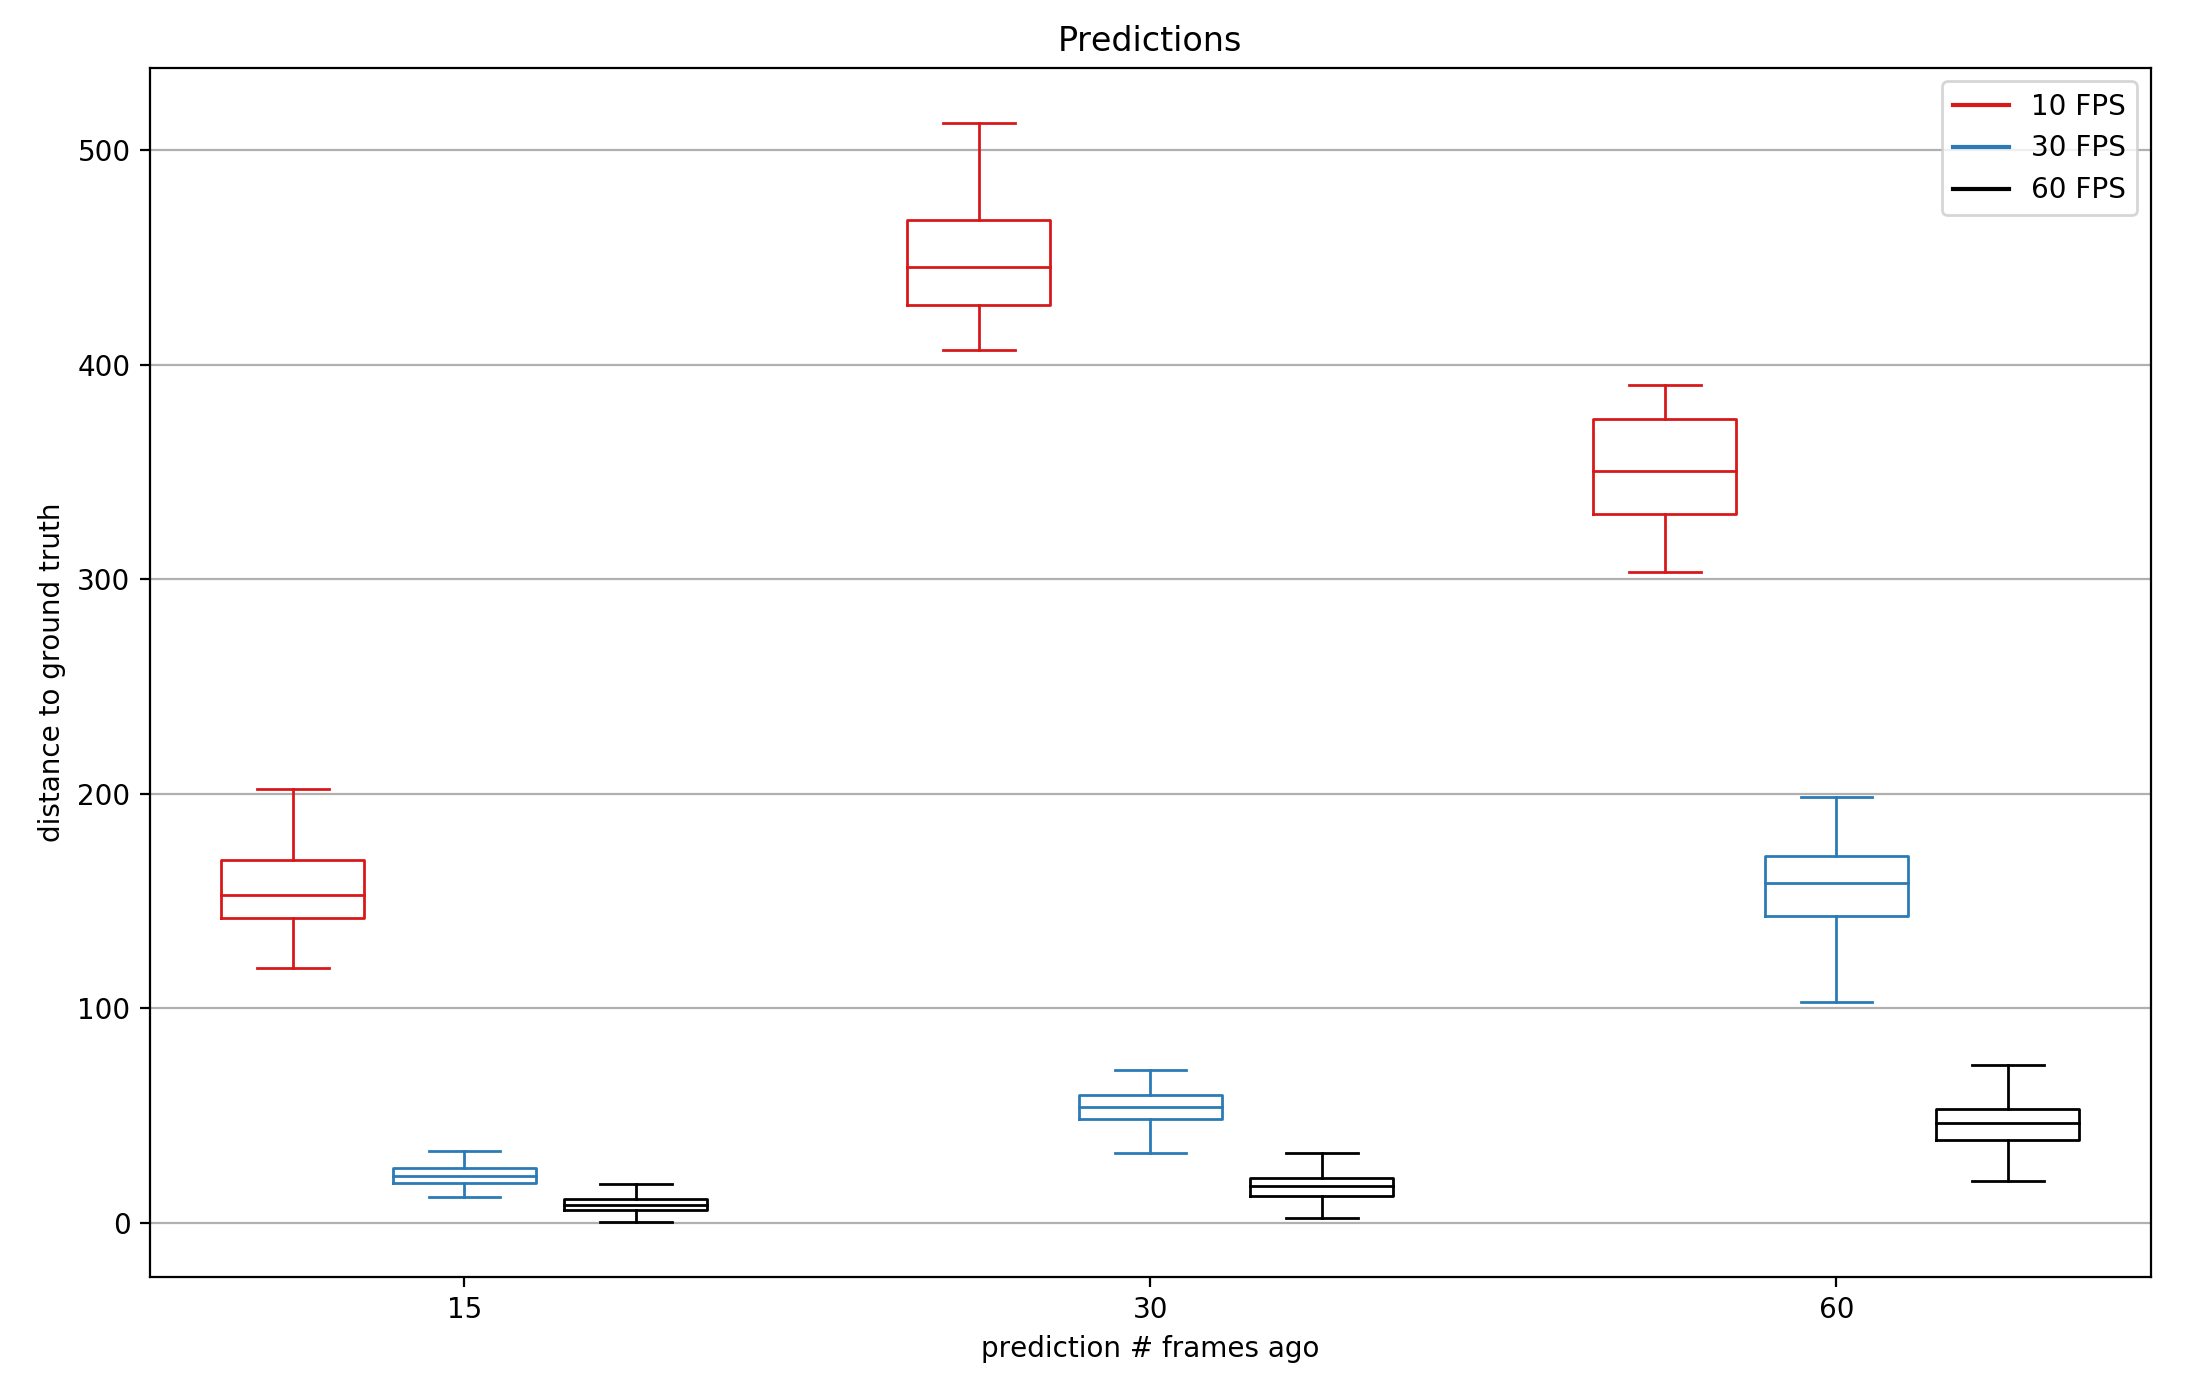 Predictions
10 FPS
30 FPS
60 FPS
distance to ground truth
500
400
300
200
100
0
15
30
60
prediction # frames ago